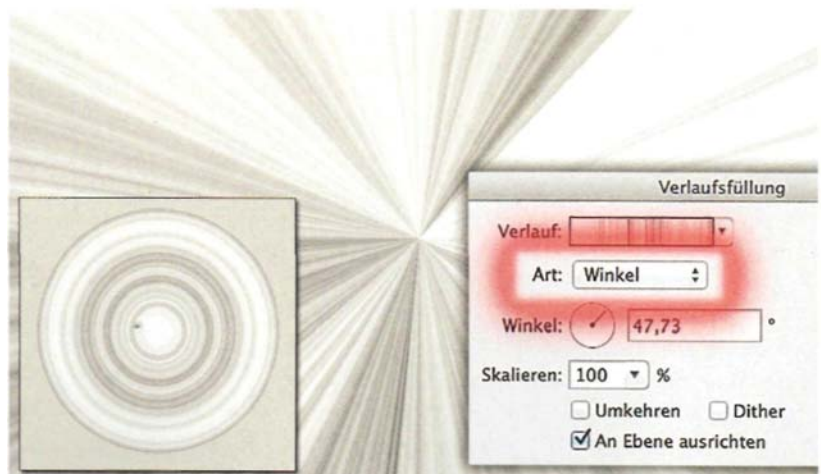 Verlaufsfüllung
Verlauf:
Art: Winkel
Winkel: 47,73 °
Skalieren: 100 %
Umkehren Dither
An Ebene ausrichten